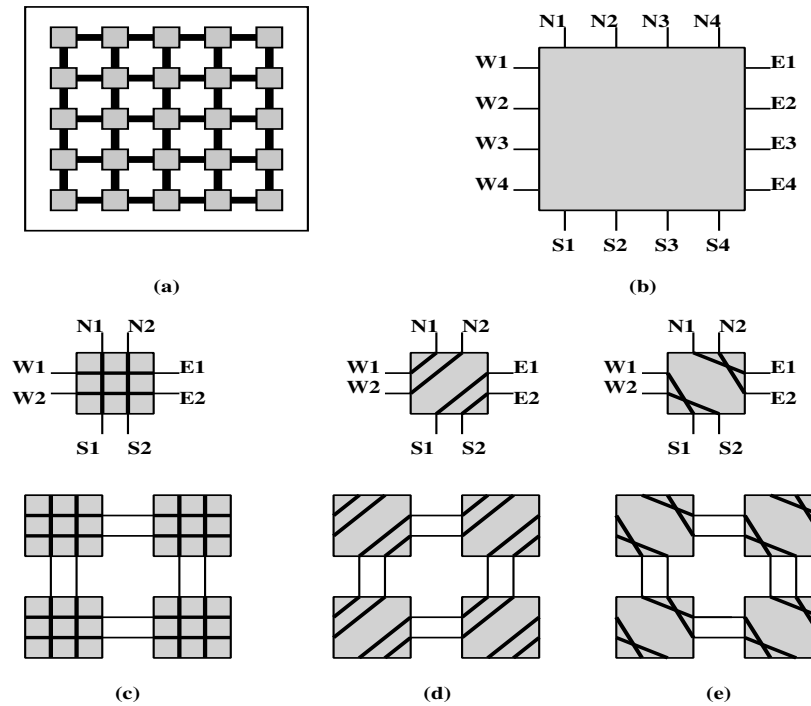 N1 N2 N3 N4
W1 E1
W2 E2
W3 E3
W4 E4
S1 S2 S3 S4
(a) (b)
N1 N2 N1 N2 N1 N2
W1 E1 W1 E1 W1 E1
W2 E2 W2 E2 W2 E2
S1 S2 S1 S2 S1 S2
(c) (d) (e)